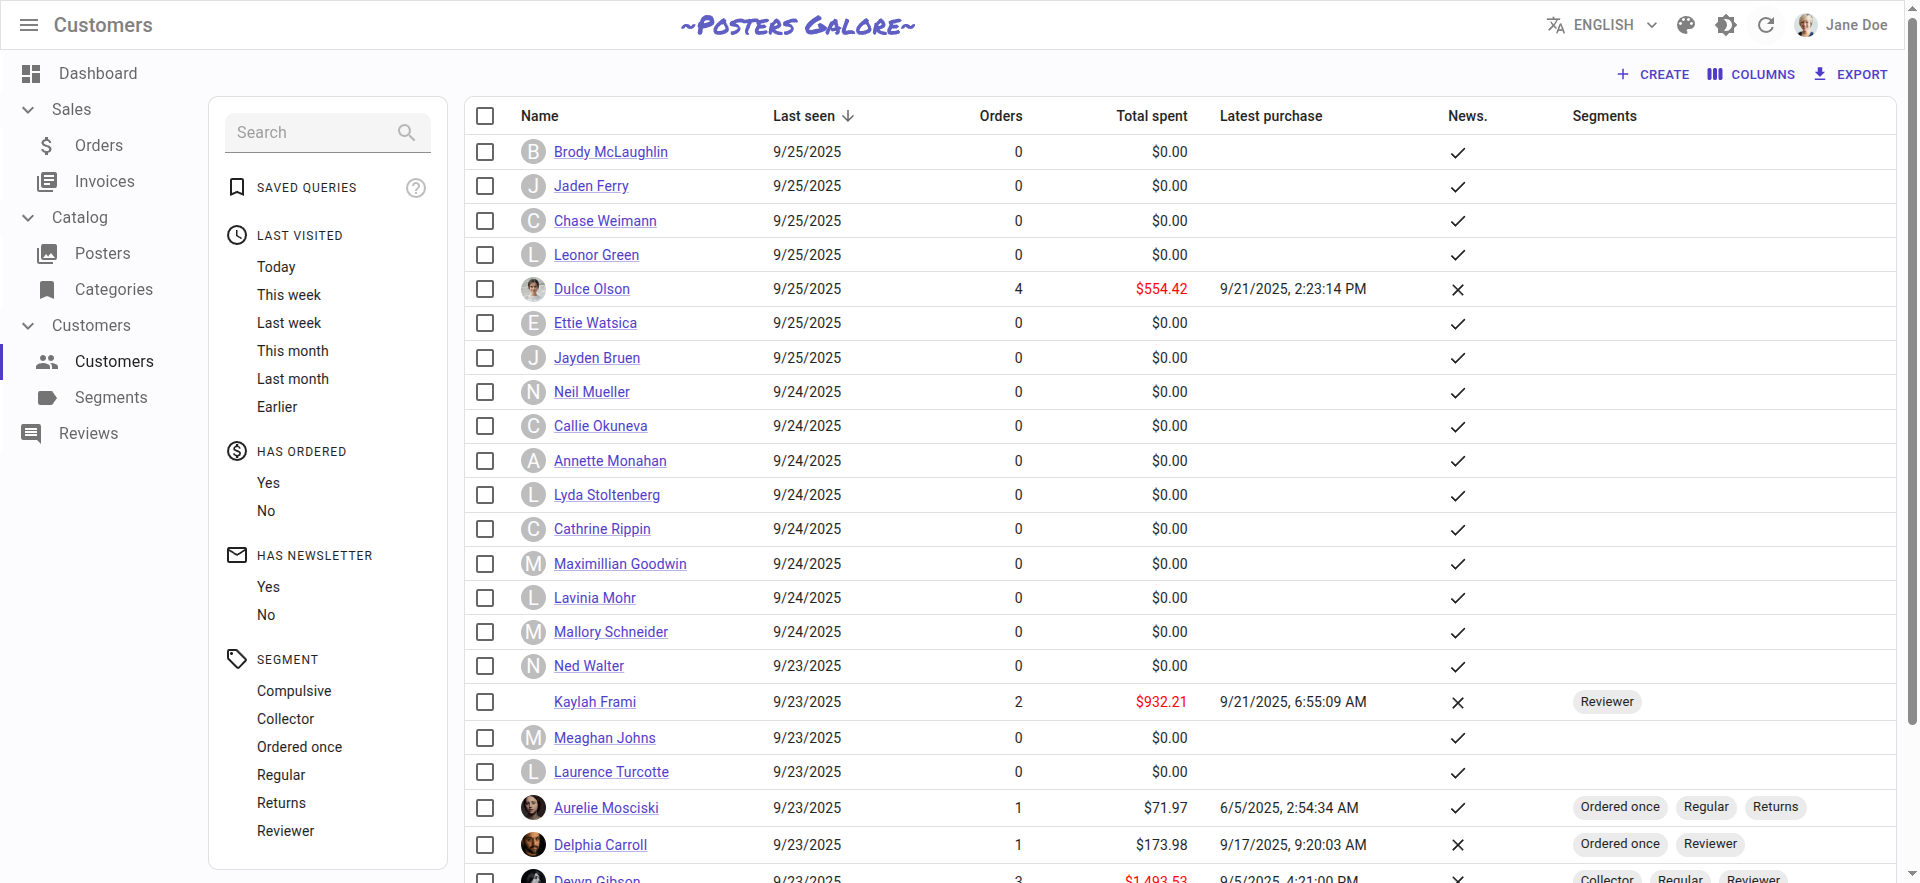 Customers
~Posters Galore~
ENGLISH
Jane Doe
Dashboard
Sales
Orders
Invoices
Catalog
Posters
Categories
Customers
Customers
Segments
Reviews
CREATE
COLUMNS
EXPORT
Search
SAVED QUERIES
LAST VISITED
Today
This week
Last week
This month
Last month
Earlier
HAS ORDERED
Yes
No
HAS NEWSLETTER
Yes
No
SEGMENT
Compulsive
Collector
Ordered once
Regular
Returns
Reviewer
Name Last seen Orders Total spent Latest purchase News. Segments
B Brody McLaughlin 9/25/2025 0 $0.00
J Jaden Ferry 9/25/2025 0 $0.00
C Chase Weimann 9/25/2025 0 $0.00
L Leonor Green 9/25/2025 0 $0.00
Dulce Olson 9/25/2025 4 $554.42 9/21/2025, 2:23:14 PM
E Ettie Watsica 9/25/2025 0 $0.00
J Jayden Bruen 9/25/2025 0 $0.00
N Neil Mueller 9/24/2025 0 $0.00
C Callie Okuneva 9/24/2025 0 $0.00
A Annette Monahan 9/24/2025 0 $0.00
L Lyda Stoltenberg 9/24/2025 0 $0.00
C Cathrine Rippin 9/24/2025 0 $0.00
M Maximillian Goodwin 9/24/2025 0 $0.00
L Lavinia Mohr 9/24/2025 0 $0.00
M Mallory Schneider 9/24/2025 0 $0.00
N Ned Walter 9/23/2025 0 $0.00
Kaylah Frami 9/23/2025 2 $932.21 9/21/2025, 6:55:09 AM Reviewer
M Meaghan Johns 9/23/2025 0 $0.00
L Laurence Turcotte 9/23/2025 0 $0.00
Aurelie Mosciski 9/23/2025 1 $71.97 6/5/2025, 2:54:34 AM Ordered once Regular Returns
Delphia Carroll 9/23/2025 1 $173.98 9/17/2025, 9:20:03 AM Ordered once Reviewer
Devyn Gibson 9/23/2025 3 $1,493.53 9/5/2025, 4:21:00 PM Collector Regular Reviewer